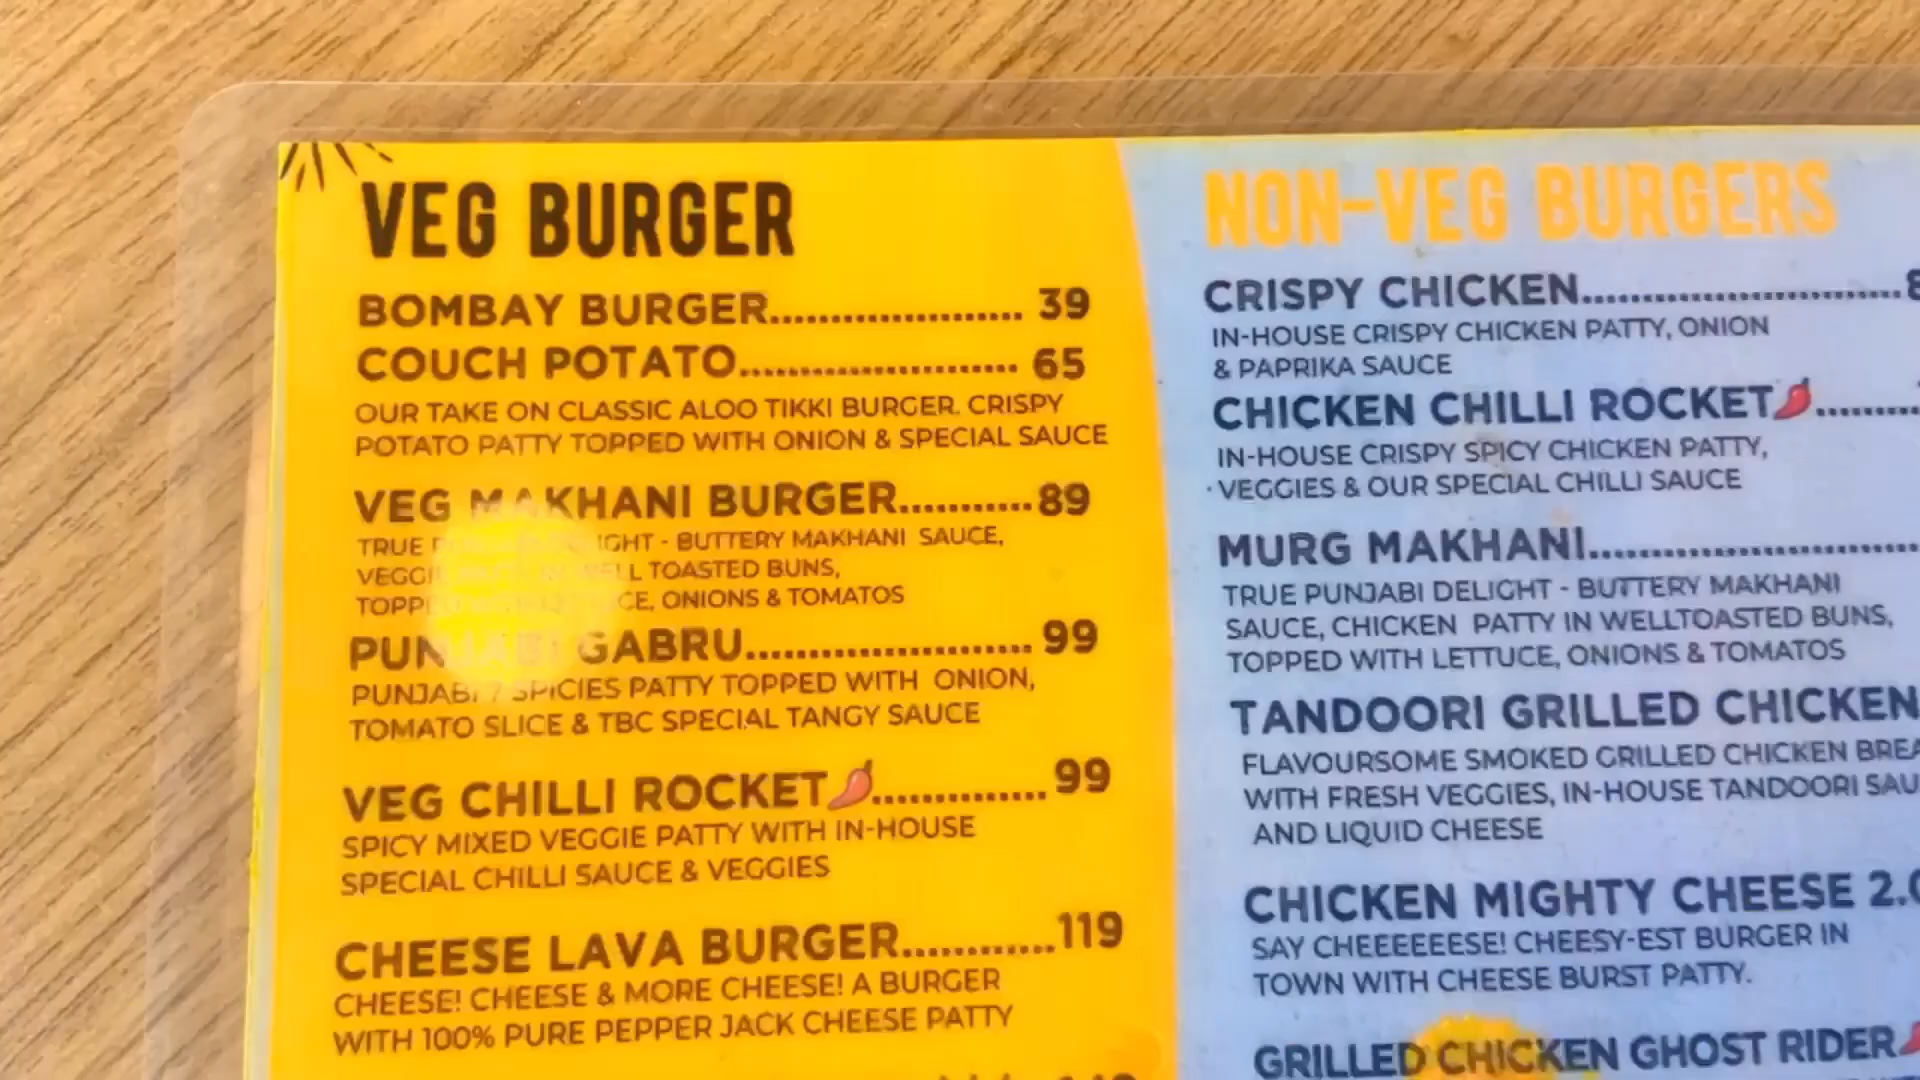 VEG BURGER
BOMBAY BURGER..................... 39
COUCH POTATO....................... 65
OUR TAKE ON CLASSIC ALOO TIKKI BURGER. CRISPY
POTATO PATTY TOPPED WITH ONION & SPECIAL SAUCE
VEG MAKHANI BURGER...........89
TRUE - BUTTERY MAKHANI SAUCE,
TOASTED BUNS,
ONIONS & TOMATOS
PUNJABI GABRU........................ 99
PUNJABI 7 SPICIES PATTY TOPPED WITH ONION,
TOMATO SLICE & TBC SPECIAL TANGY SAUCE
VEG CHILLI ROCKET..............99
SPICY MIXED VEGGIE PATTY WITH IN-HOUSE
SPECIAL CHILLI SAUCE & VEGGIES
CHEESE LAVA BURGER............119
CHEESE! CHEESE & MORE CHEESE! A BURGER
WITH 100% PURE PEPPER JACK CHEESE PATTY
NON-VEG BURGERS
CRISPY CHICKEN...........................
IN-HOUSE CRISPY CHICKEN PATTY, ONION
& PAPRIKA SAUCE
CHICKEN CHILLI ROCKET.........
IN-HOUSE CRISPY SPICY CHICKEN PATTY,
VEGGIES & OUR SPECIAL CHILLI SAUCE
MURG MAKHANI............................
TRUE PUNJABI DELIGHT - BUTTERY MAKHANI
SAUCE, CHICKEN PATTY IN WELLTOASTED BUNS,
TOPPED WITH LETTUCE, ONIONS & TOMATOS
TANDOORI GRILLED CHICKEN
FLAVOURSOME SMOKED GRILLED CHICKEN
WITH FRESH VEGGIES, IN-HOUSE TANDOORI
AND LIQUID CHEESE
CHICKEN MIGHTY CHEESE
SAY CHEEEEEESE! CHEESY-EST BURGER IN
TOWN WITH CHEESE BURST PATTY.
GRILLED CHICKEN GHOST RIDER